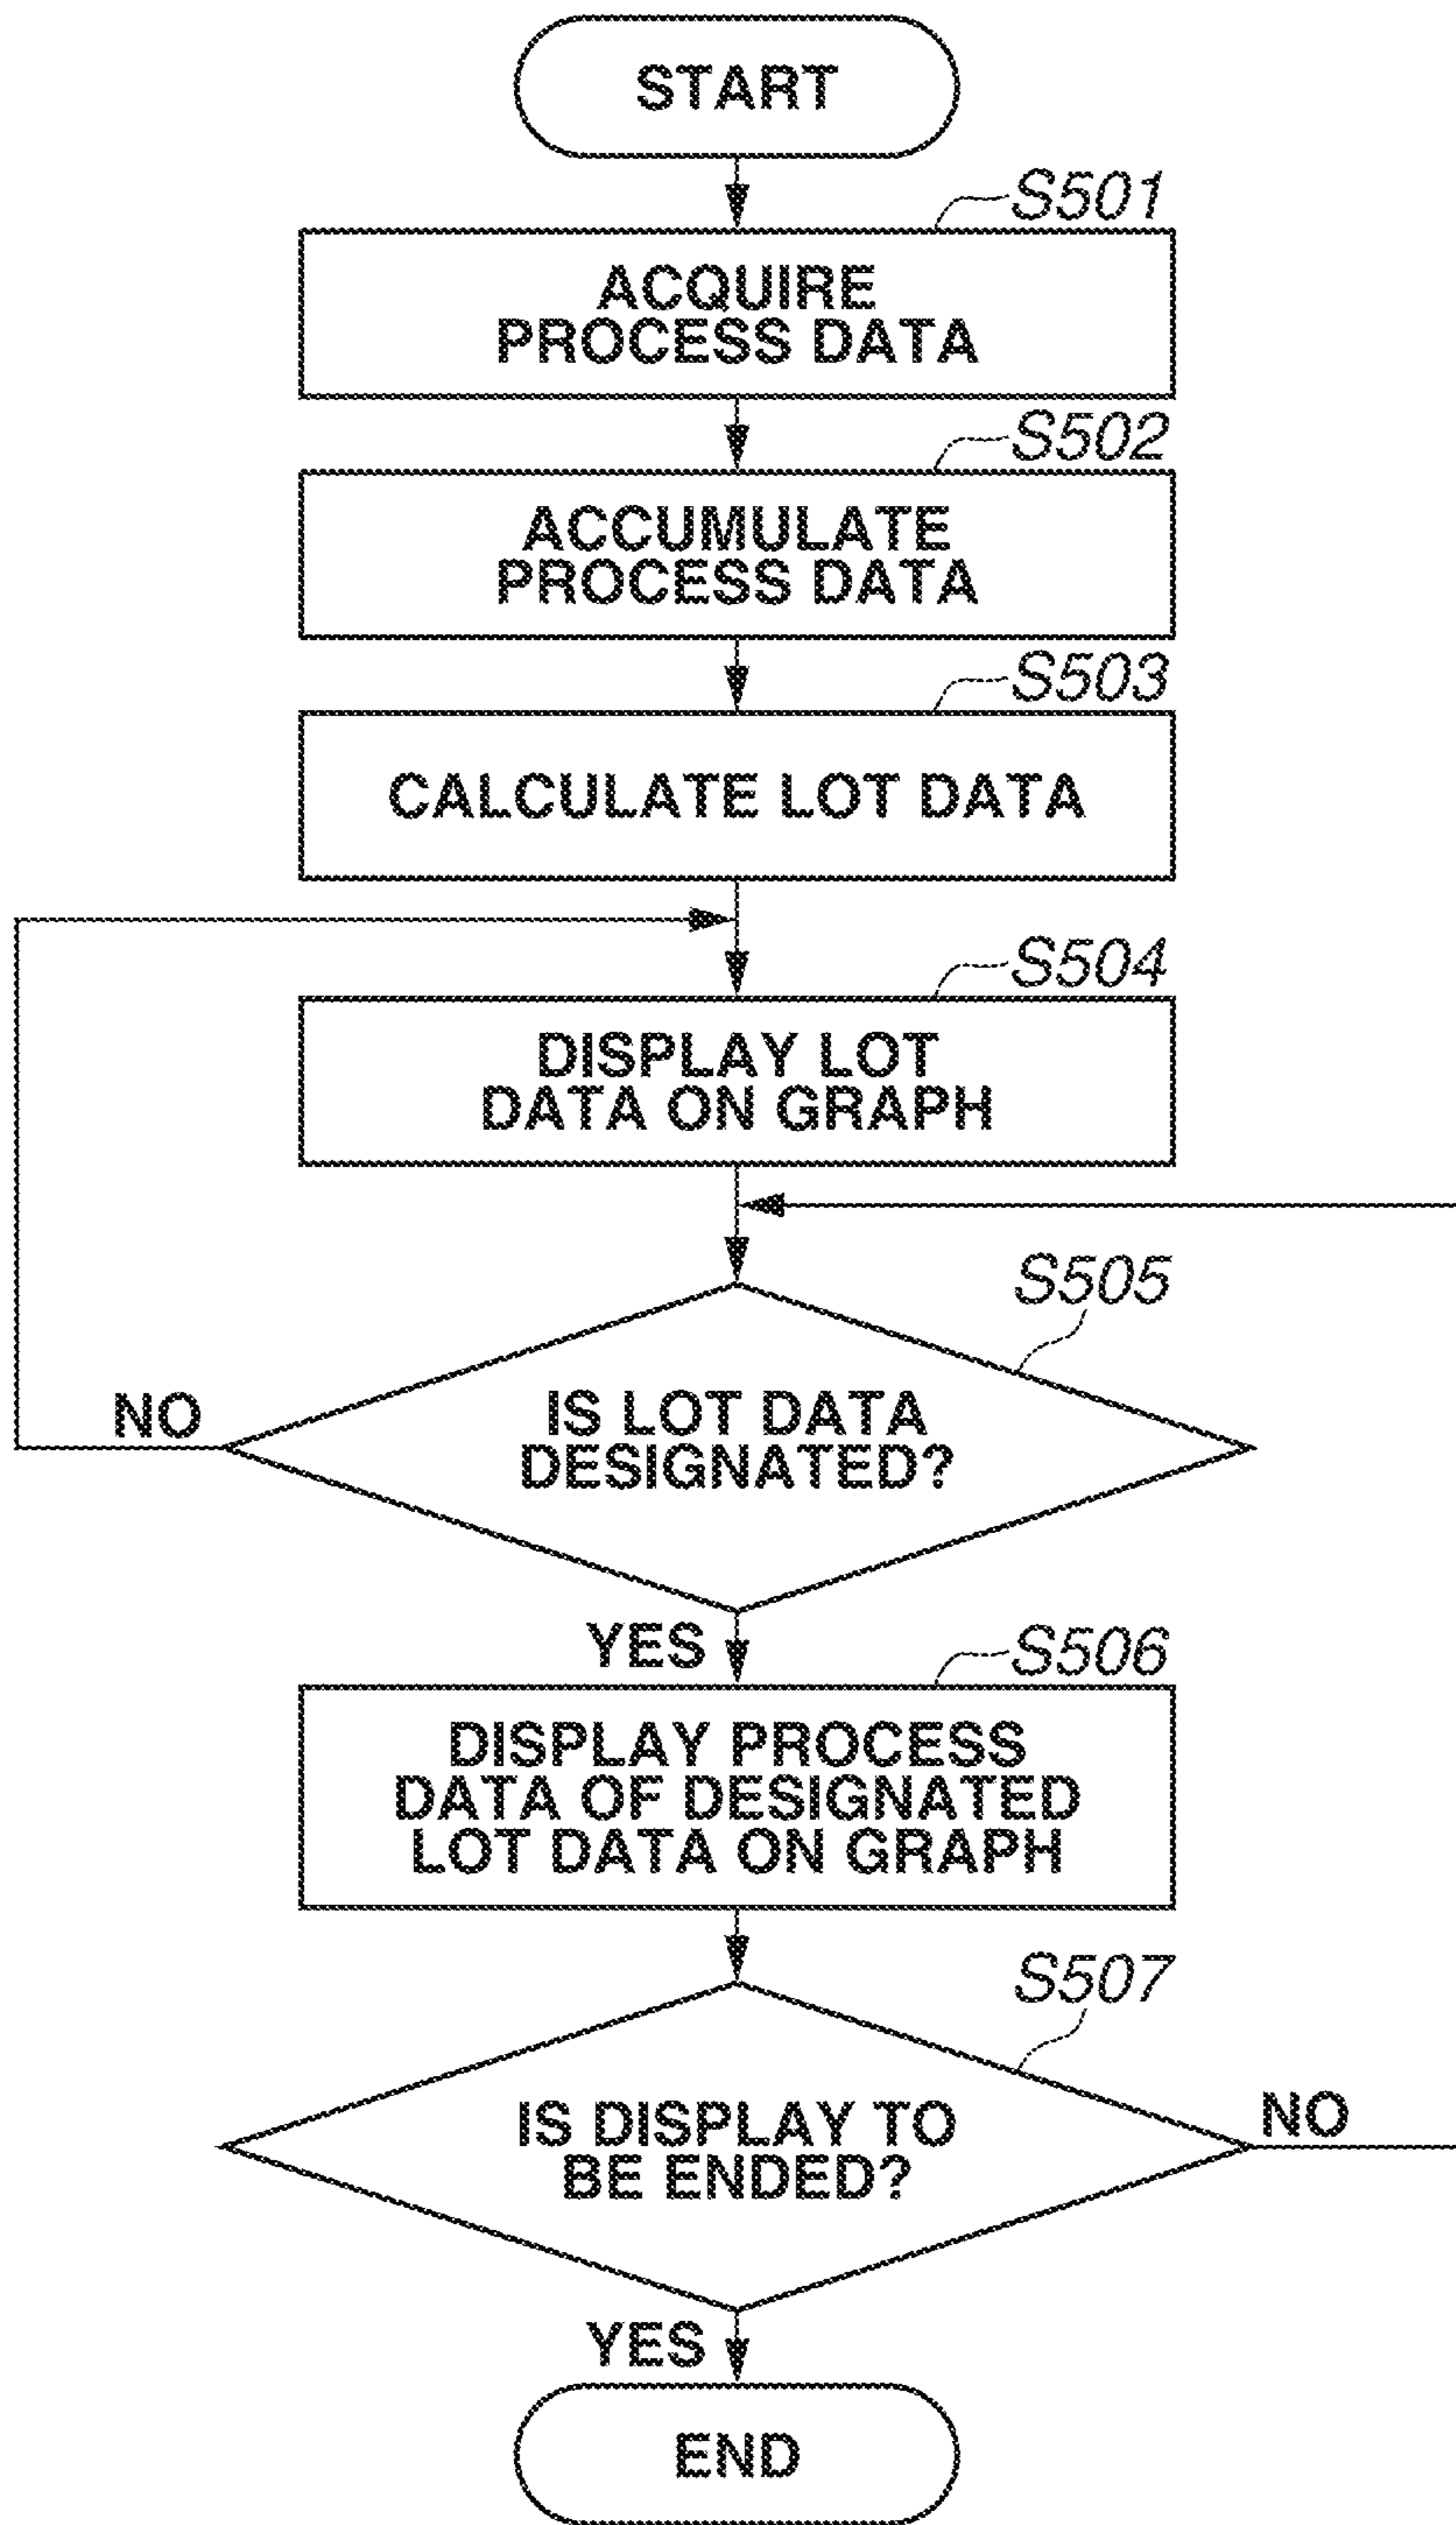 START
S501
ACQUIRE
PROCESS DATA
S502
ACCUMULATE
PROCESS DATA
S503
CALCULATE LOT DATA
S504
DISPLAY LOT
DATA ON GRAPH
S505
IS LOT DATA
DESIGNATED?
NO
YES
S506
DISPLAY PROCESS
DATA OF DESIGNATED
LOT DATA ON GRAPH
S507
IS DISPLAY TO
BE ENDED?
NO
YES
END